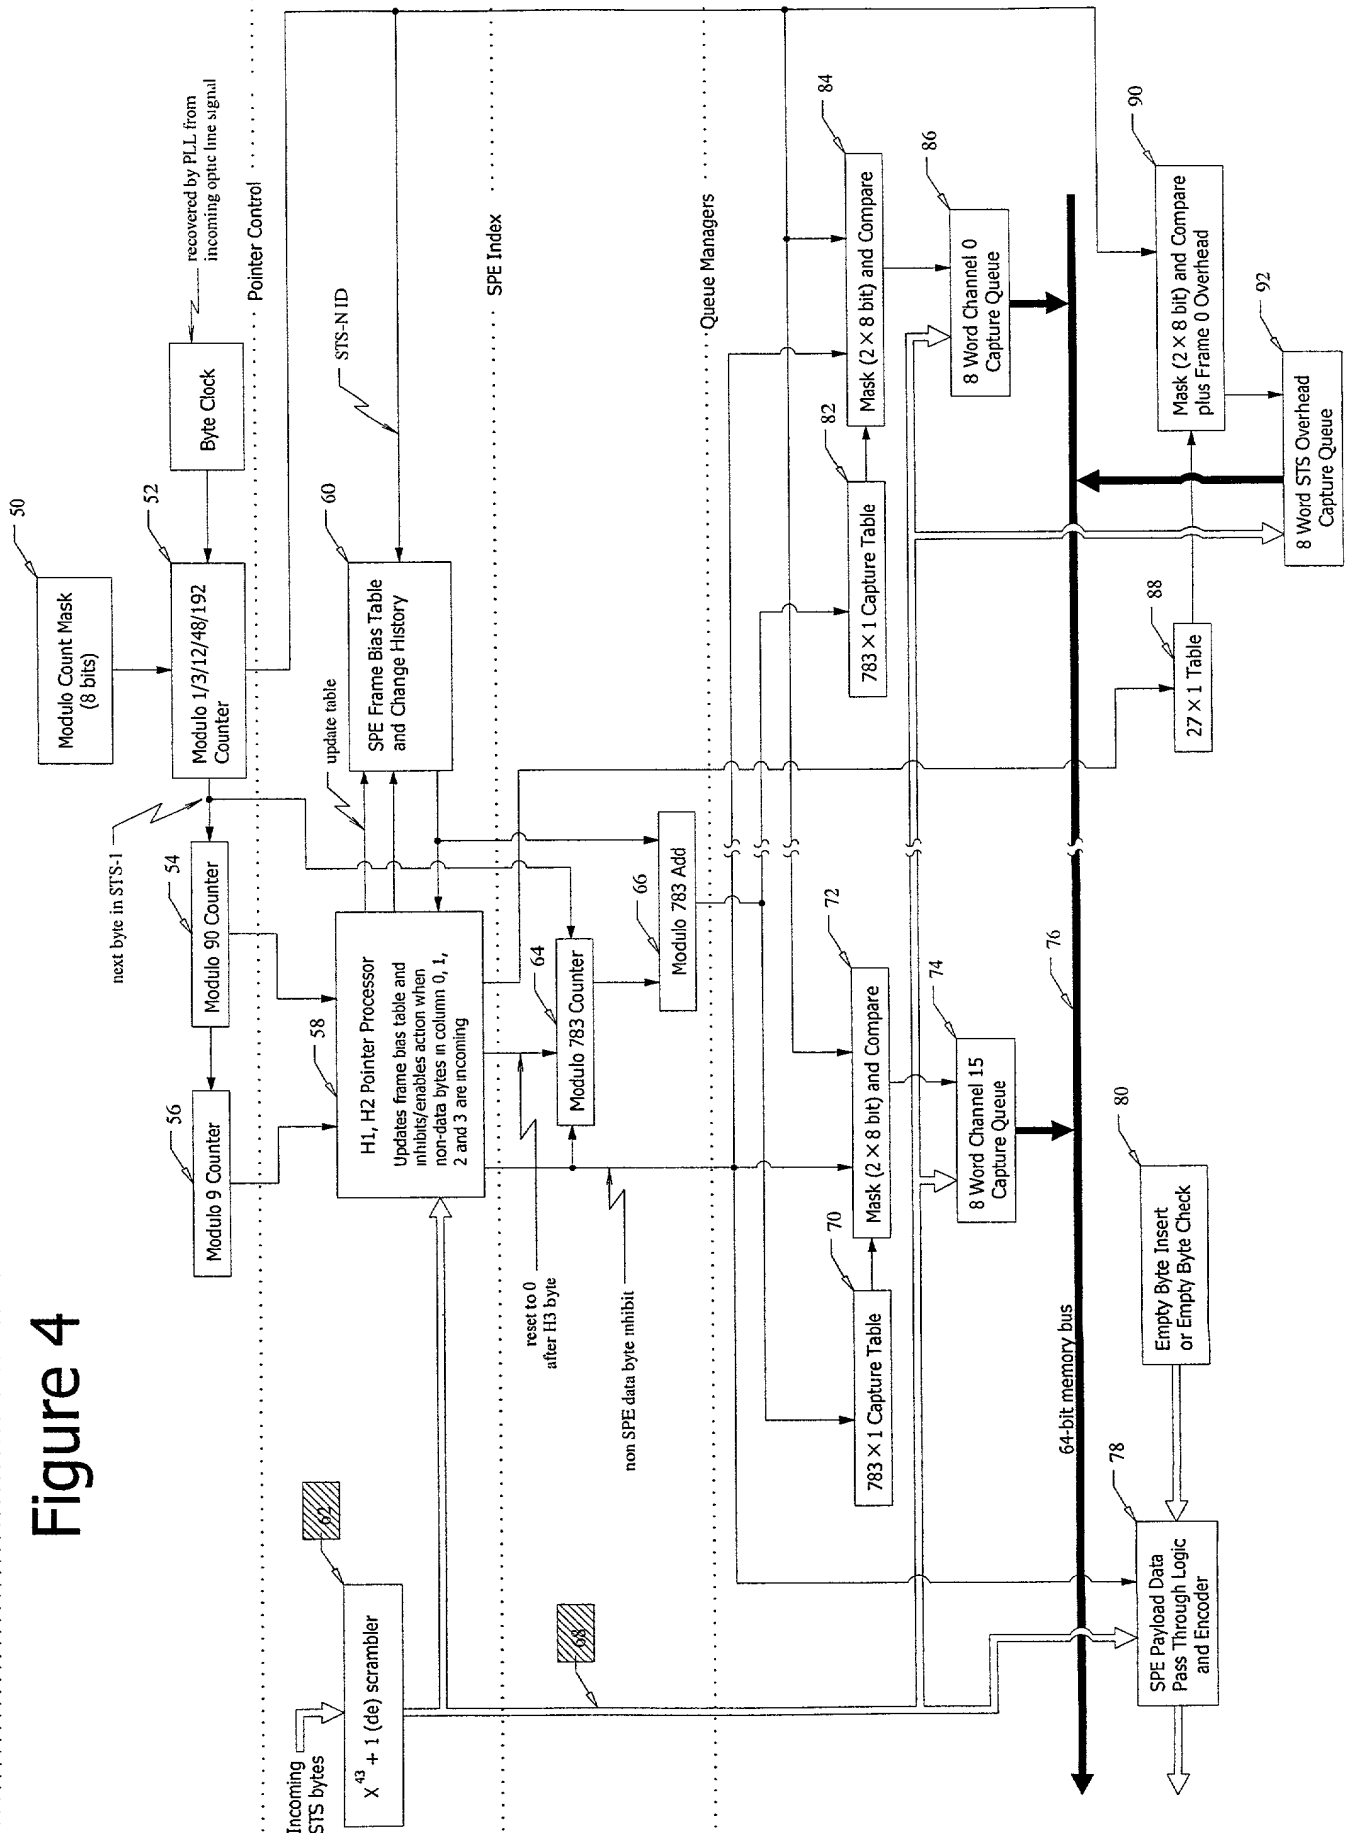 Figure 4
50
Modulo Count Mask
(8 bits)
52
Modulo 1/3/12/48/192
Counter
Byte Clock
recovered by PLL from
incoming optic line signal
next byte in STS-1
54
Modulo 90 Counter
56
Modulo 9 Counter
Pointer Control
Incoming
STS bytes
62
X 43 + 1 (de) scrambler
58
H1, H2 Pointer Processor
Updates frame bias table and
inhibits/enables action when
non-data bytes in column 0, 1,
2 and 3 are incoming
update table
60
SPE Frame Bias Table
and Change History
STS-N ID
SPE Index
reset to 0
after H3 byte
non SPE data byte inhibit
64
Modulo 783 Counter
66
Modulo 783 Add
68
Queue Managers
70
783 × 1 Capture Table
72
Mask (2 × 8 bit) and Compare
74
8 Word Channel 15
Capture Queue
82
783 × 1 Capture Table
84
Mask (2 × 8 bit) and Compare
86
8 Word Channel 0
Capture Queue
64-bit memory bus
76
78
SPE Payload Data
Pass Through Logic
and Encoder
80
Empty Byte Insert
or Empty Byte Check
88
27 × 1 Table
90
Mask (2 × 8 bit) and Compare
plus Frame 0 Overhead
92
8 Word STS Overhead
Capture Queue